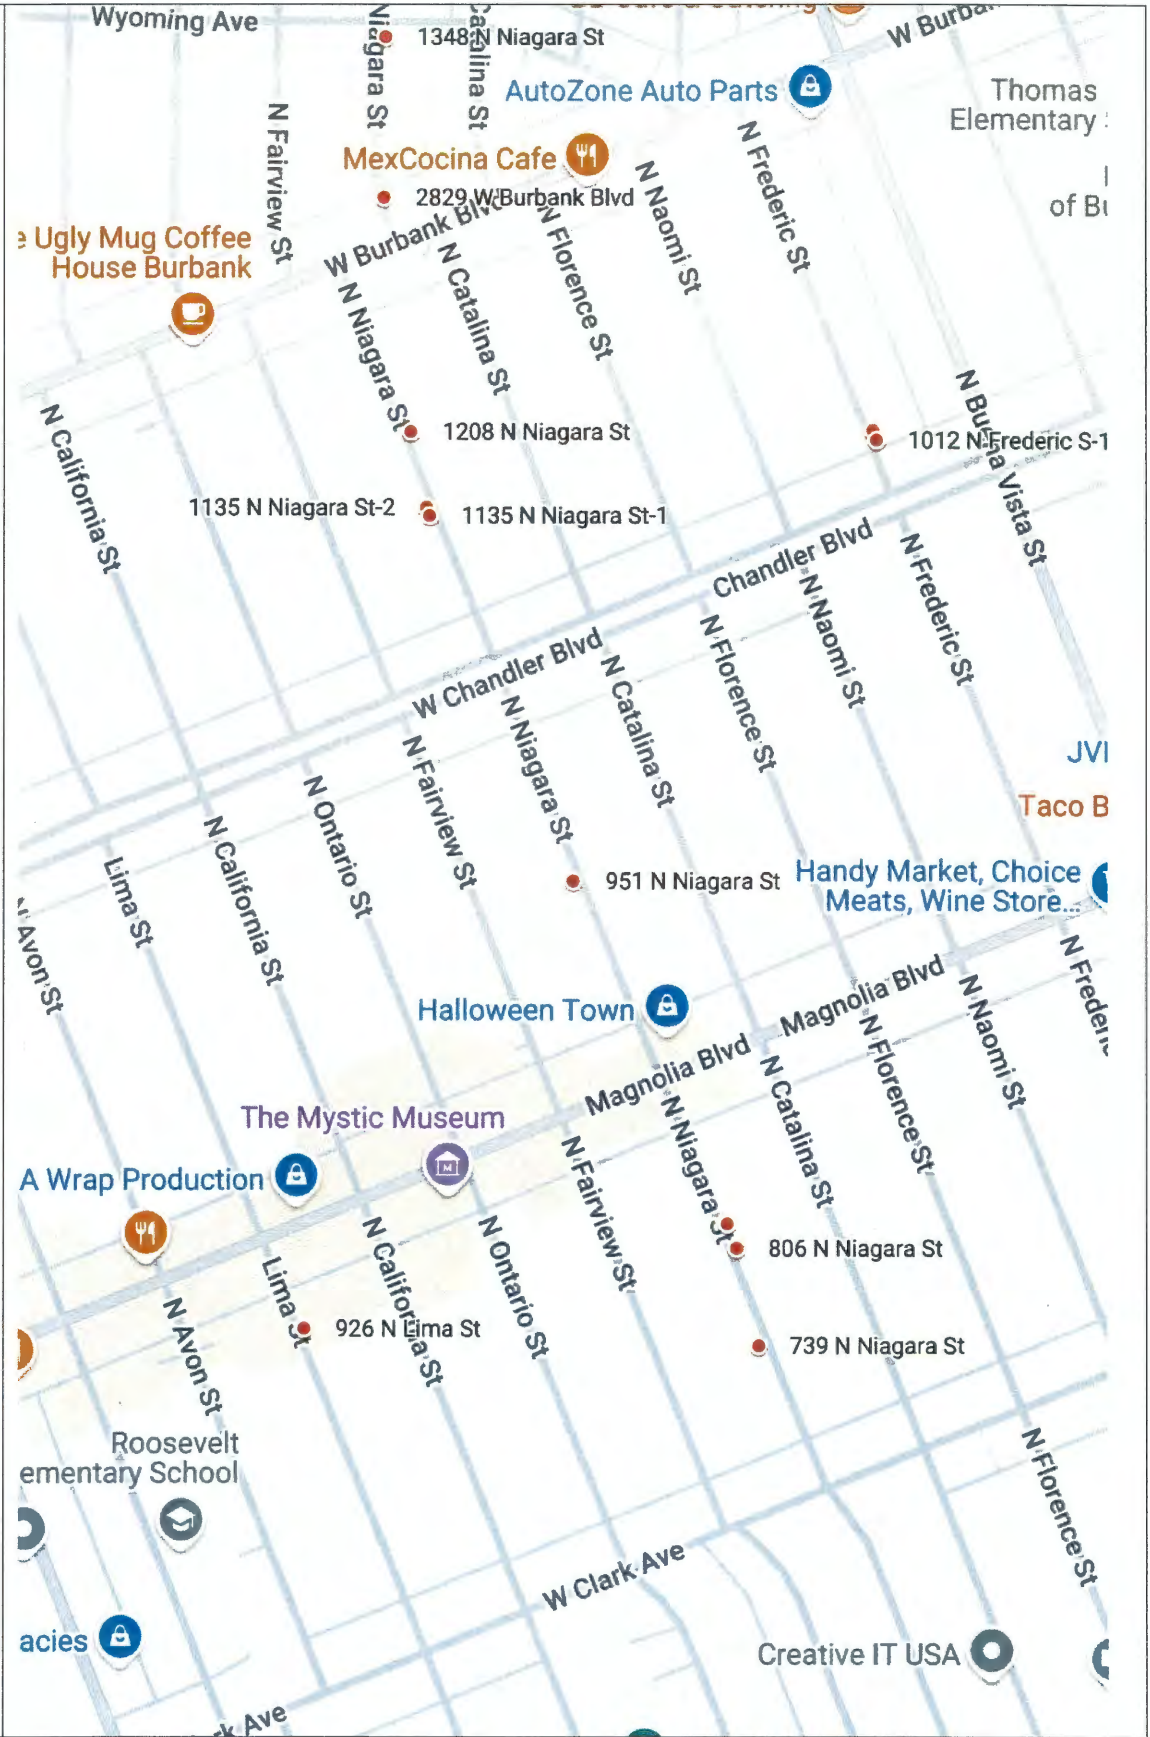 Wyoming Ave
Niagara St
1348 N Niagara St
Catalina St
AutoZone Auto Parts
Thomas
Elementary
N Fairview St
MexCocina Cafe
2829 W Burbank Blvd
W Burbank Blvd
N Florence St
N Naomi St
N Frederic St
of Bu
Ugly Mug Coffee
House Burbank
N Niagara St
N Catalina St
N California St
1208 N Niagara St
1012 N Frederic S-1
N Buena Vista St
1135 N Niagara St-2
1135 N Niagara St-1
Chandler Blvd
N Naomi St
N Frederic St
W Chandler Blvd
N Florence St
N Catalina St
N Niagara St
N Fairview St
N Ontario St
N California St
Lima St
N Avon St
JVI
Taco B
951 N Niagara St
Handy Market, Choice
Meats, Wine Store...
Halloween Town
Magnolia Blvd
Magnolia Blvd
N Naomi St
N Florence St
N Catalina St
N Niagara St
The Mystic Museum
A Wrap Production
N Fairview St
N Ontario St
N California St
Lima St
N Avon St
806 N Niagara St
926 N Lima St
739 N Niagara St
Roosevelt
ementary School
N Florence St
W Clark Ave
acies
Creative IT USA
rk Ave